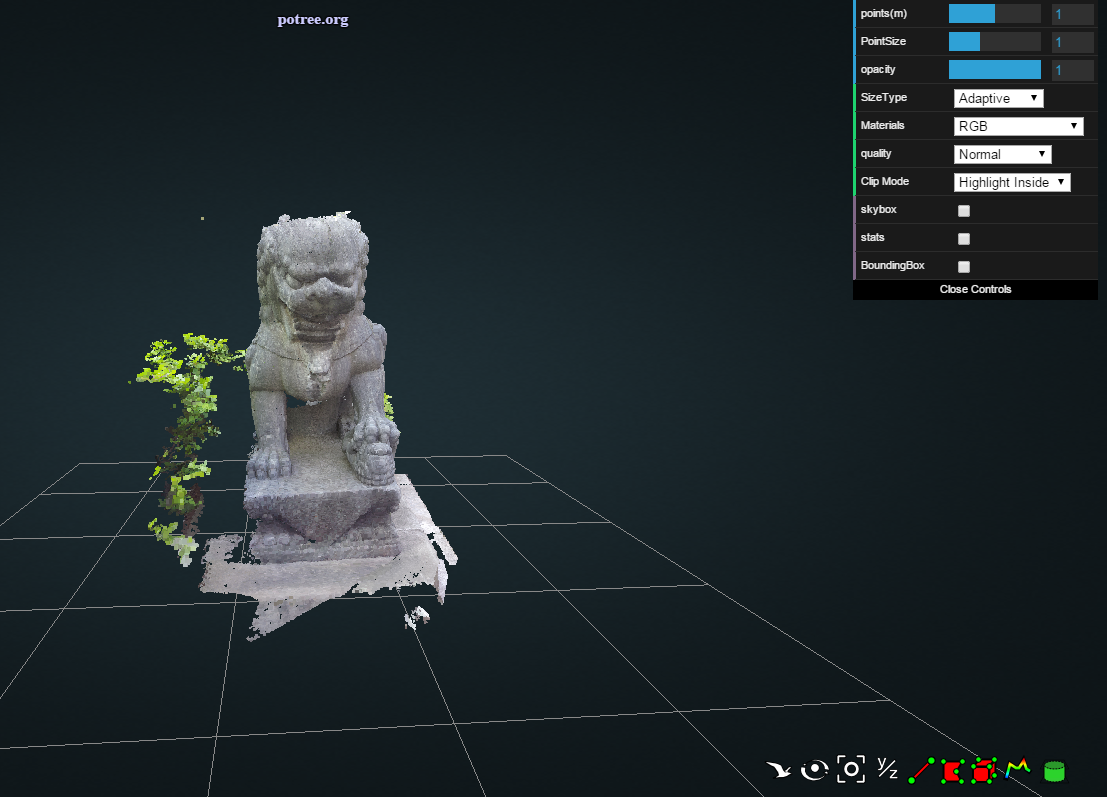 potree.org
points(m) 1
PointSize 1
opacity 1
SizeType Adaptive
Materials RGB
quality Normal
Clip Mode Highlight Inside
skybox
stats
BoundingBox
Close Controls
y/z